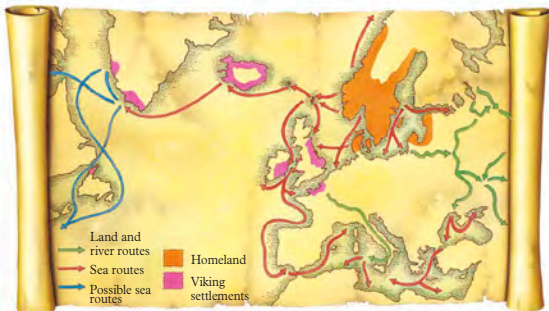 Land and
river routes
Sea routes
Possible sea
routes
Homeland
Viking
settlements